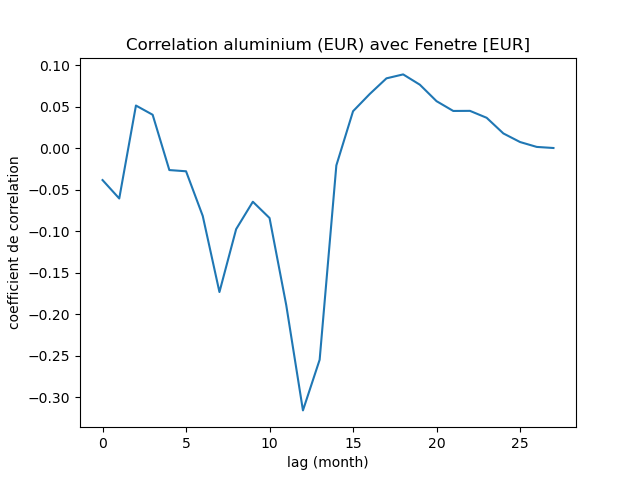 Correlation aluminium (EUR) avec Fenetre [EUR]
0.10
0.05
0.00
−0.05
−0.10
−0.15
−0.20
−0.25
−0.30
coefficient de correlation
0 5 10 15 20 25
lag (month)